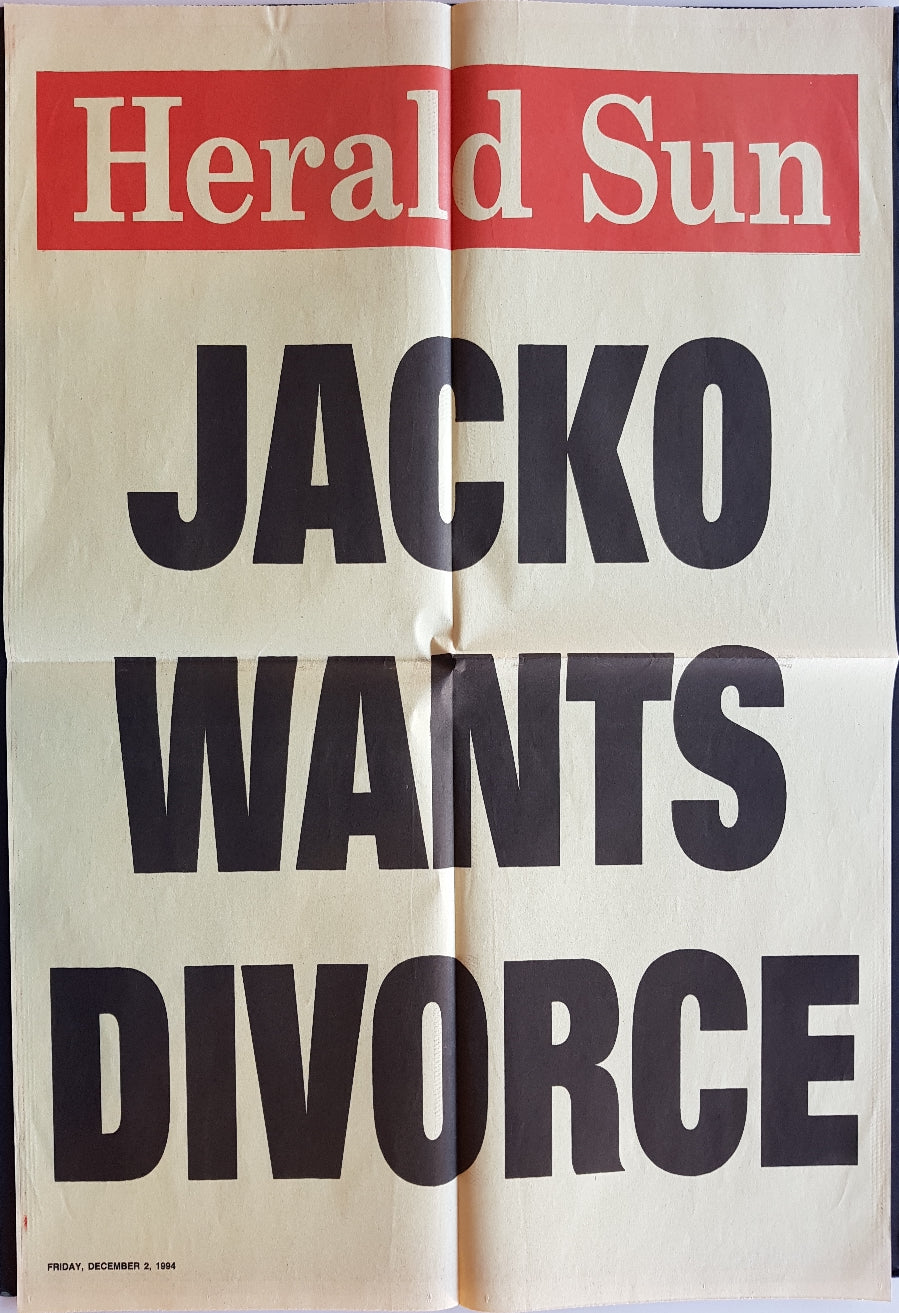 Herald Sun
JACKO
WANTS
DIVORCE
FRIDAY, DECEMBER 2, 1994